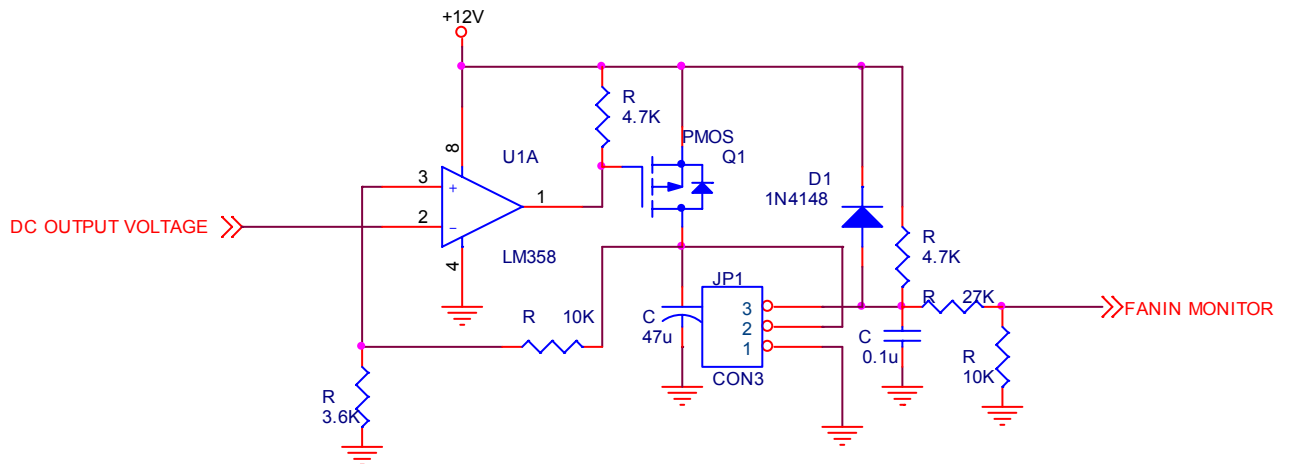 +12V
R
4.7K
PMOS
Q1
8
U1A
3
+
1
2
−
4
LM358
DC OUTPUT VOLTAGE
D1
1N4148
R
4.7K
JP1
R 10K
C
47u
3
2
1
CON3
R 27K
FANIN MONITOR
C
0.1u
R
10K
R
3.6K